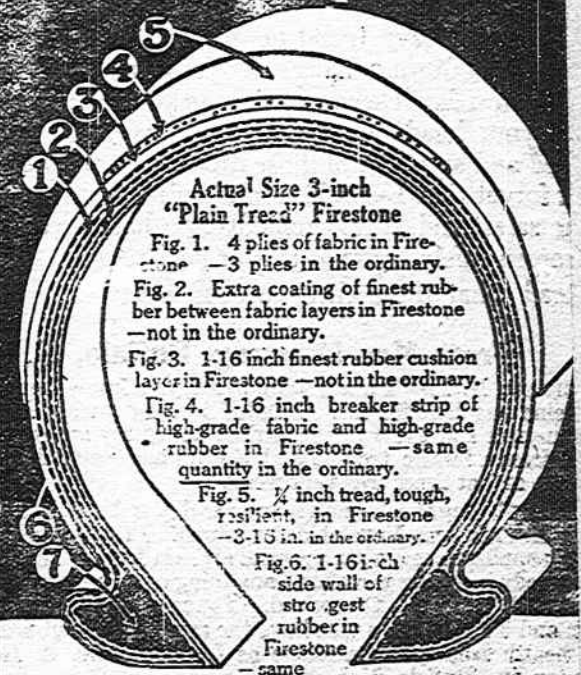 5
4
3
2
1
Actual Size 3-inch
"Plain Tread" Firestone
Fig. 1. 4 plies of fabric in Fire-
stone —3 plies in the ordinary.
Fig. 2. Extra coating of finest rub-
ber between fabric layers in Firestone
—not in the ordinary.
Fig. 3. 1-16 inch finest rubber cushion
layer in Firestone —not in the ordinary.
Fig. 4. 1-16 inch breaker strip of
high-grade fabric and high-grade
rubber in Firestone —same
quantity in the ordinary.
Fig. 5. ¼ inch tread, tough,
resilient, in Firestone
—3-16 in. in the ordinary.
Fig. 6. 1-16 inch
side wall of
strongest
rubber in
Firestone
—same
6
7